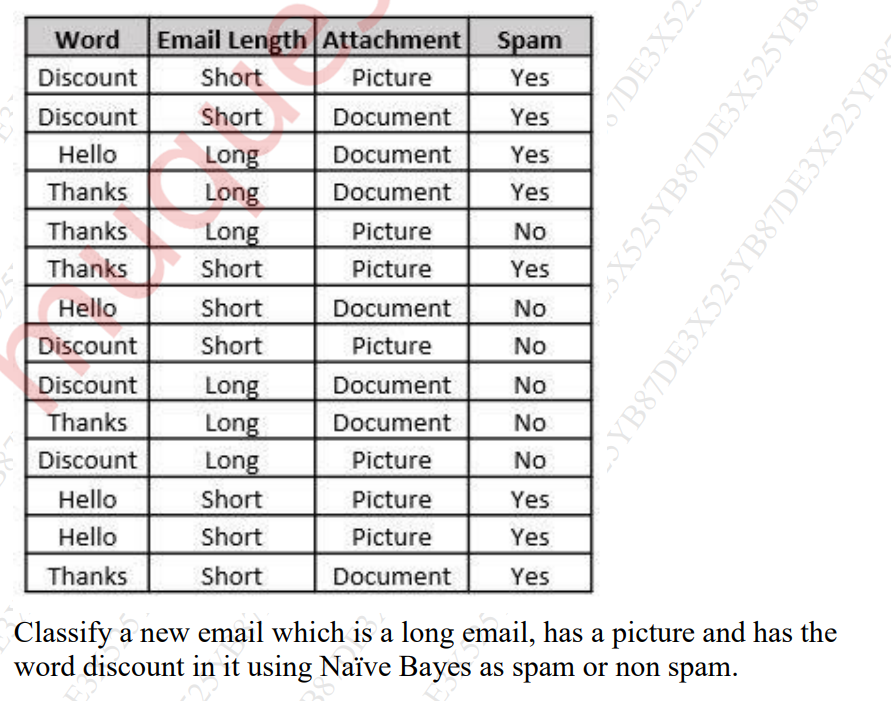 Word Email Length Attachment Spam
Discount Short Picture Yes
Discount Short Document Yes
Hello Long Document Yes
Thanks Long Document Yes
Thanks Long Picture No
Thanks Short Picture Yes
Hello Short Document No
Discount Short Picture No
Discount Long Document No
Thanks Long Document No
Discount Long Picture No
Hello Short Picture Yes
Hello Short Picture Yes
Thanks Short Document Yes
Classify a new email which is a long email, has a picture and has the
word discount in it using Naïve Bayes as spam or non spam.